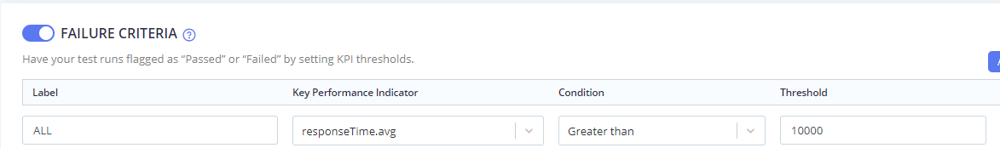 FAILURE CRITERIA ?
Have your test runs flagged as “Passed” or “Failed” by setting KPI thresholds.
Label Key Performance Indicator Condition Threshold
ALL responseTime.avg Greater than 10000